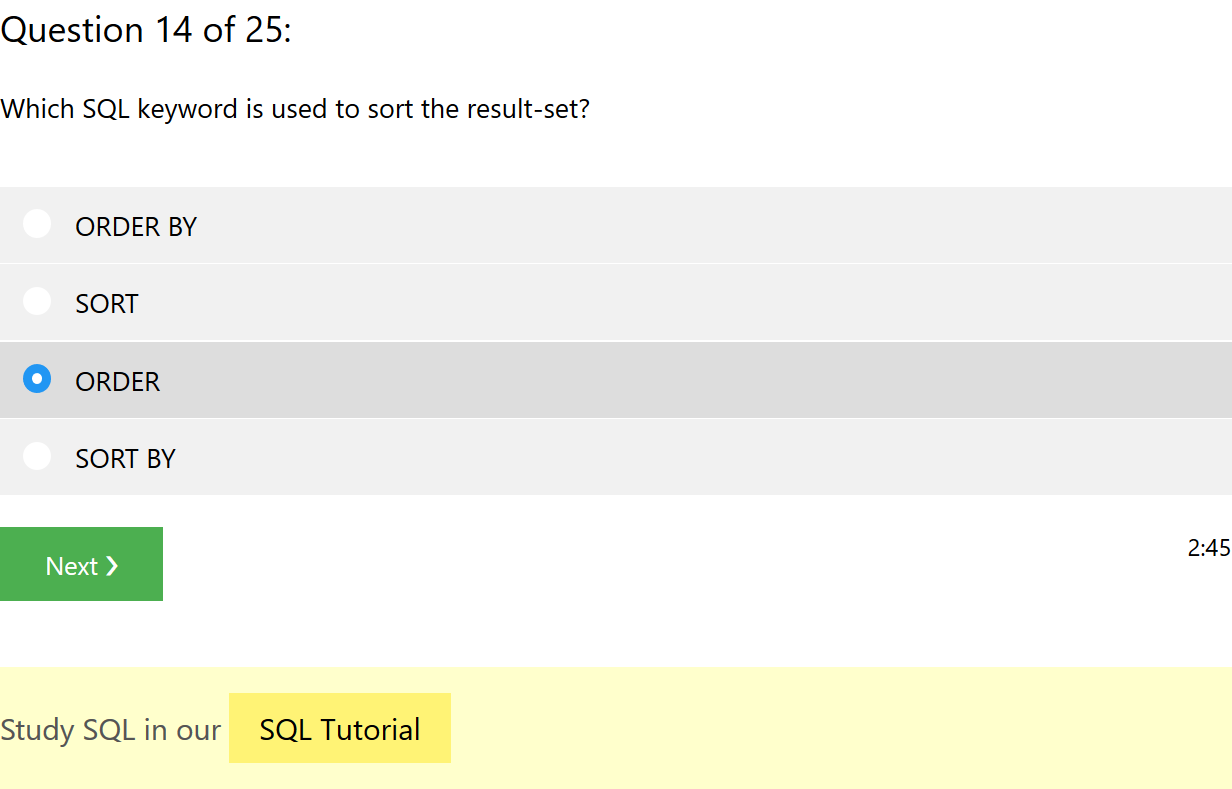 Question 14 of 25:
Which SQL keyword is used to sort the result-set?
ORDER BY
SORT
ORDER
SORT BY
Next ❯
2:45
Study SQL in our SQL Tutorial